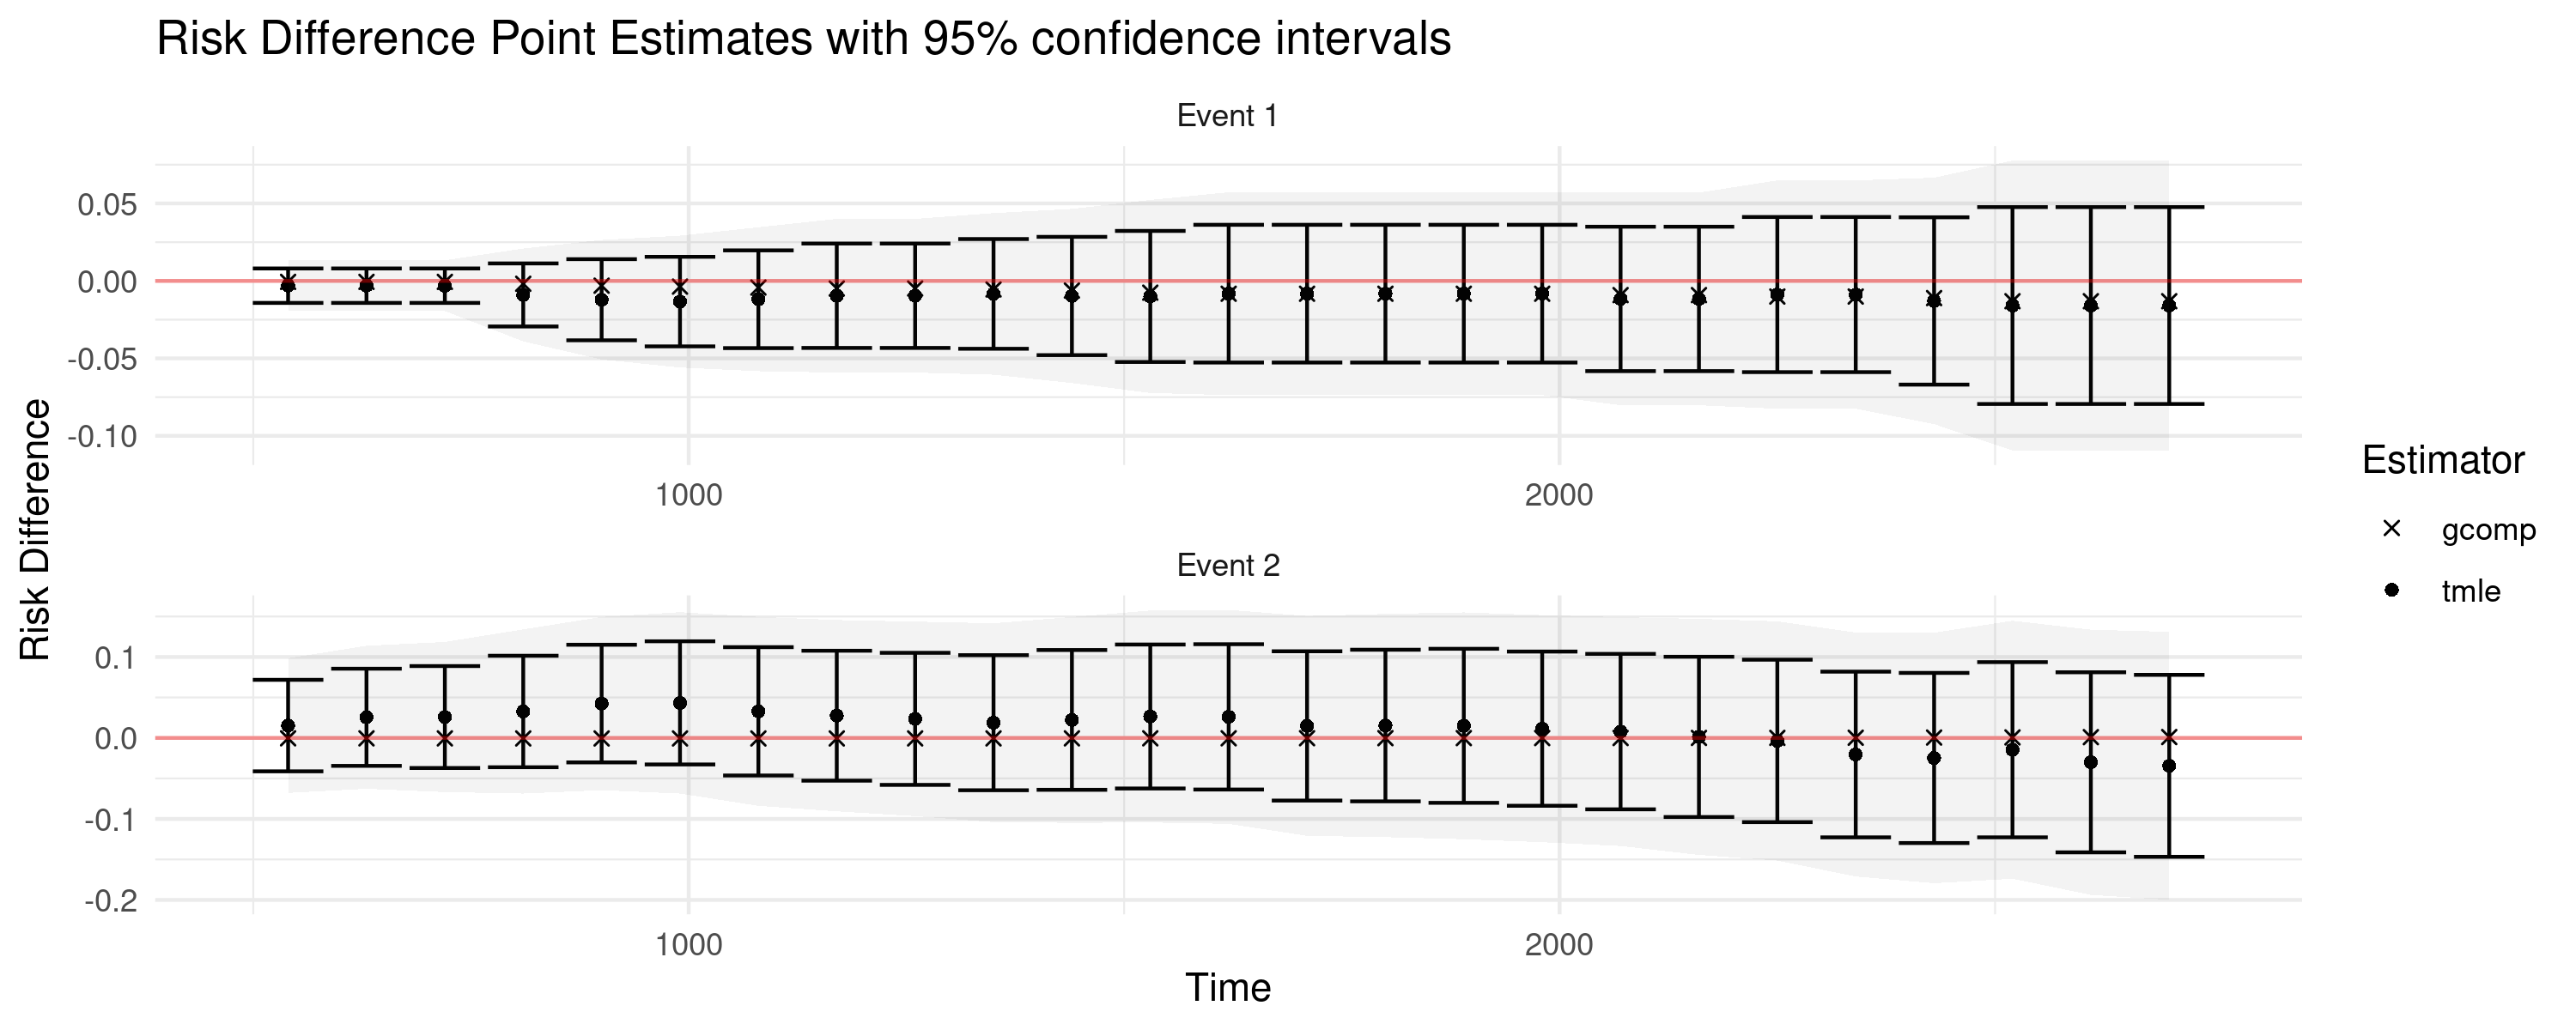 Risk Difference Point Estimates with 95% confidence intervals
Event 1
0.05
0.00
-0.05
-0.10
1000 2000
Event 2
0.1
0.0
-0.1
-0.2
1000 2000
Time
Risk Difference
Estimator
gcomp
tmle